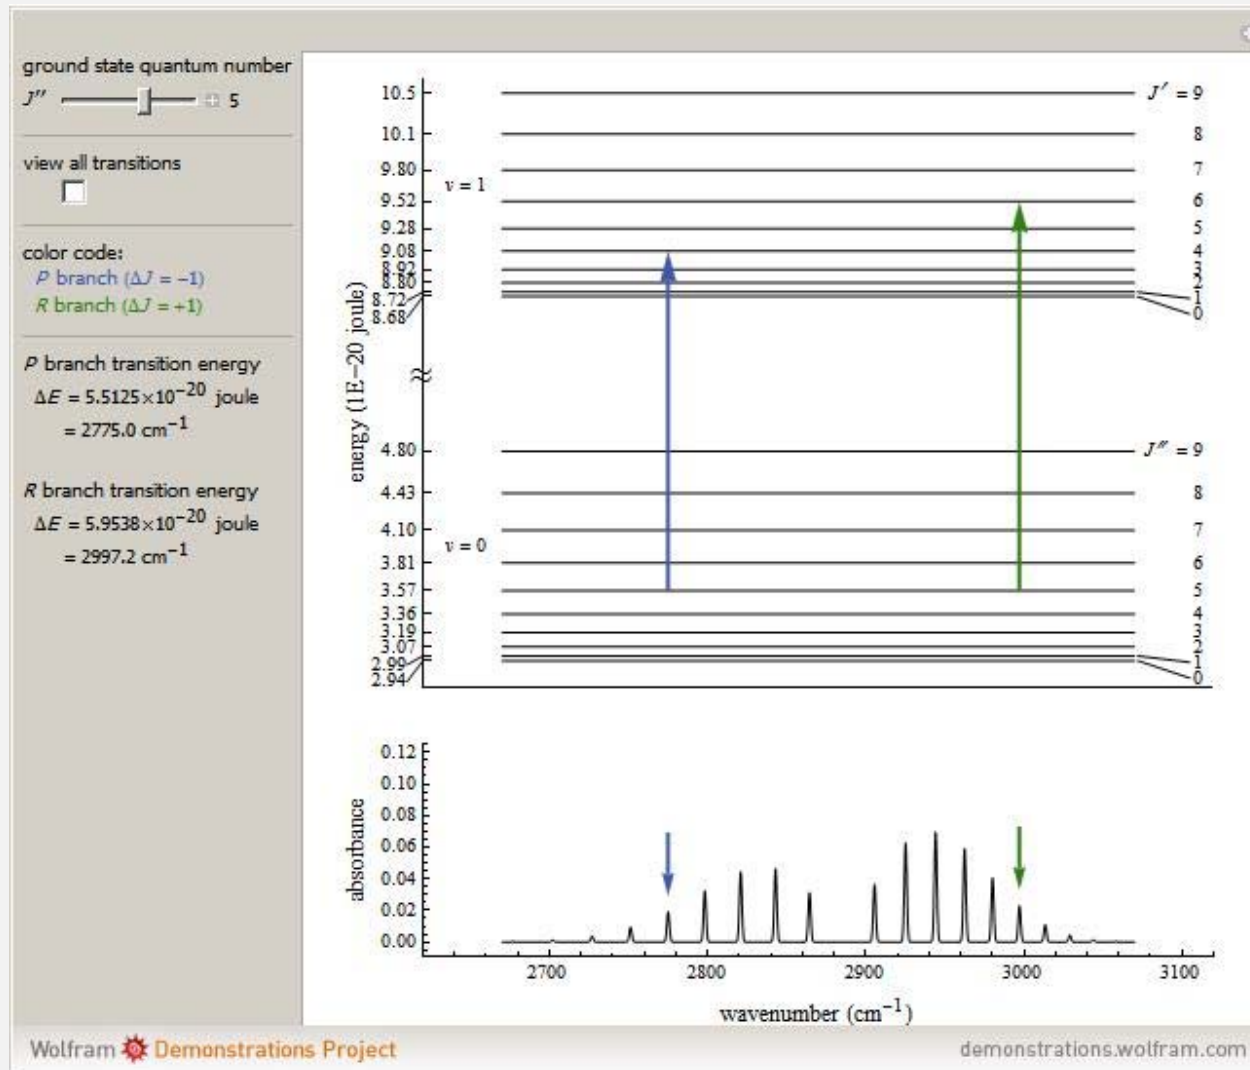 ground state quantum number
J″ 5
view all transitions
color code:
P branch (ΔJ = −1)
R branch (ΔJ = +1)
P branch transition energy
ΔE = 5.5125×10⁻²⁰ joule
= 2775.0 cm⁻¹
R branch transition energy
ΔE = 5.9538×10⁻²⁰ joule
= 2997.2 cm⁻¹
energy (1E−20 joule)
10.5 J′ = 9
10.1 8
9.80 7
v = 1
9.52 6
9.28 5
9.08 4
8.92 3
8.80 2
8.72 1
8.68 0
4.80 J″ = 9
4.43 8
4.10 7
v = 0
3.81 6
3.57 5
3.36 4
3.19 3
3.07 2
2.99 1
2.94 0
absorbance
0.12
0.10
0.08
0.06
0.04
0.02
0.00
2700 2800 2900 3000 3100
wavenumber (cm⁻¹)
Wolfram Demonstrations Project
demonstrations.wolfram.com